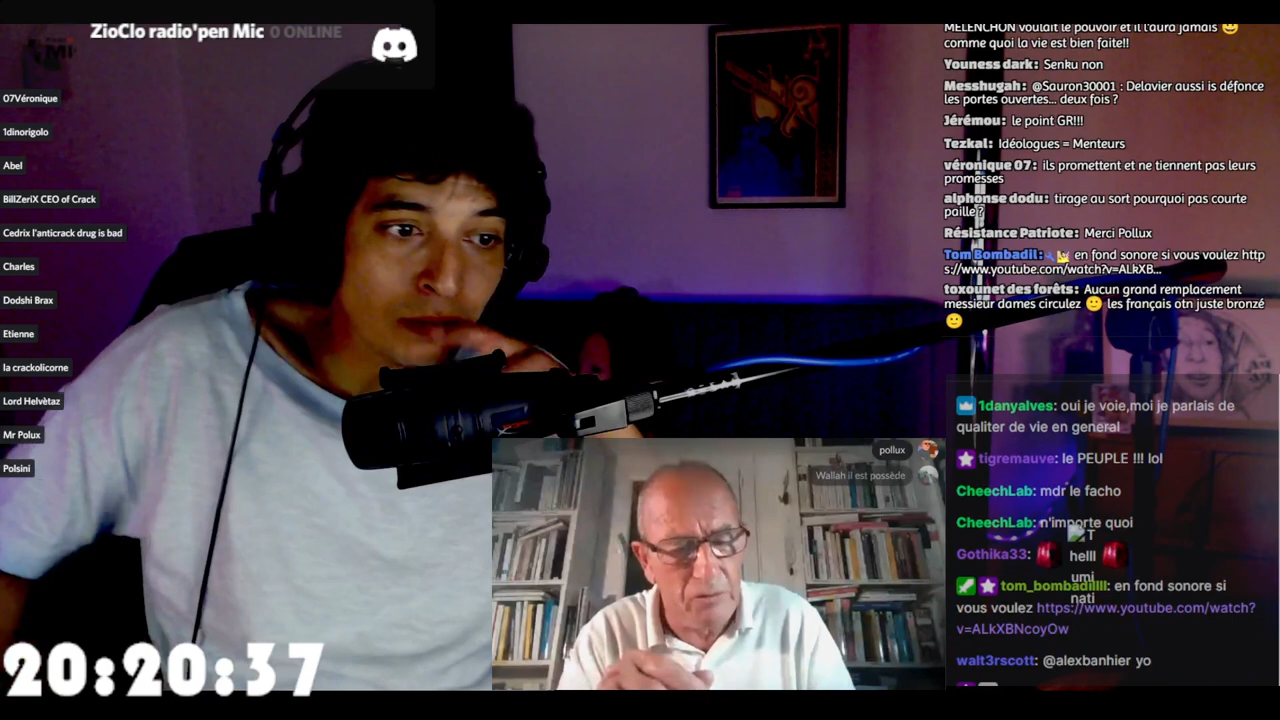 ZioClo radio'pen Mic 0 ONLINE
07Véronique
1dinorigolo
Abel
BillZeriX CEO of Crack
Cedrix l'anticrack drug is bad
Charles
Dodshi Brax
Etienne
la crackolicorne
Lord Helvètaz
Mr Polux
Polsini
20:20:37
pollux
Wallah il est possède
MELENCHON voulait le pouvoir et il l'aura jamais 😀
comme quoi la vie est bien faite!!
Youness dark: Senku non
Messhugah: @Sauron30001 : Delavier aussi is défonce
les portes ouvertes... deux fois ?
Jérémou: le point GR!!!
Tezkal: Idéologues = Menteurs
véronique 07: ils promettent et ne tiennent pas leurs
promesses
alphonse dodu: tirage au sort pourquoi pas courte
paille?
Résistance Patriote: Merci Pollux
Tom Bombadil: en fond sonore si vous voulez http
s://www.youtube.com/watch?v=ALkXB...
toxounet des forêts: Aucun grand remplacement
messieur dames circulez 🙂 les français otn juste bronzé
🙂
1danyalves: oui je voie,moi je parlais de
qualiter de vie en general
tigremauve: le PEUPLE !!! lol
CheechLab: mdr le facho
CheechLab: n'importe quoi
Gothika33: T
helll
umi
nati
tom_bombadilllll: en fond sonore si
vous voulez https://www.youtube.com/watch?
v=ALkXBNcoyOw
walt3rscott: @alexbanhier yo